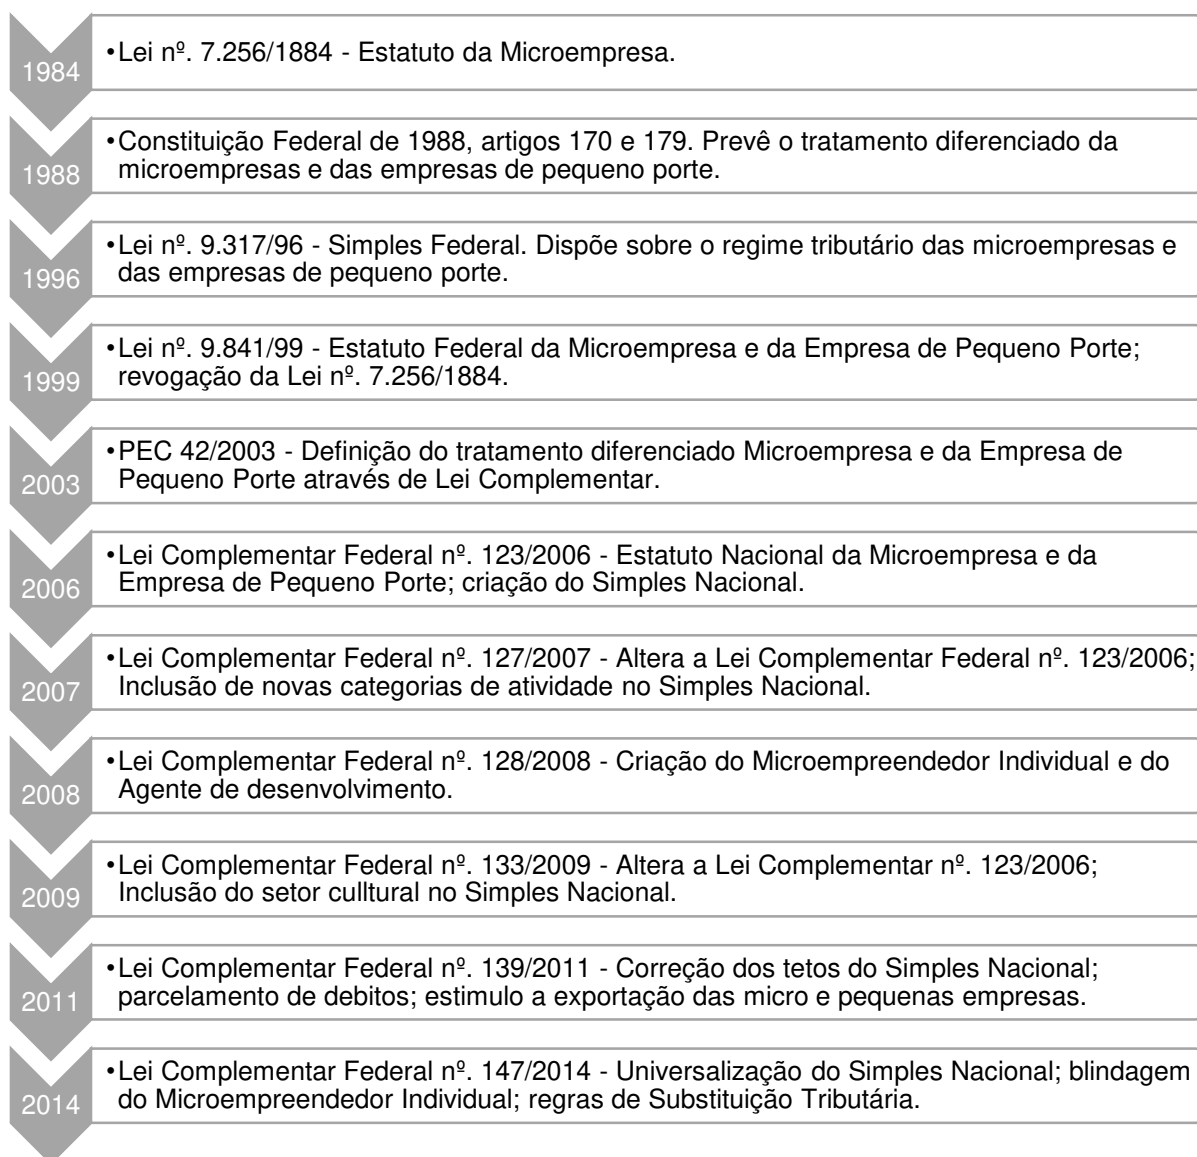 1984
•Lei nº. 7.256/1884 - Estatuto da Microempresa.
1988
•Constituição Federal de 1988, artigos 170 e 179. Prevê o tratamento diferenciado da
microempresas e das empresas de pequeno porte.
1996
•Lei nº. 9.317/96 - Simples Federal. Dispõe sobre o regime tributário das microempresas e
das empresas de pequeno porte.
1999
•Lei nº. 9.841/99 - Estatuto Federal da Microempresa e da Empresa de Pequeno Porte;
revogação da Lei nº. 7.256/1884.
2003
•PEC 42/2003 - Definição do tratamento diferenciado Microempresa e da Empresa de
Pequeno Porte através de Lei Complementar.
2006
•Lei Complementar Federal nº. 123/2006 - Estatuto Nacional da Microempresa e da
Empresa de Pequeno Porte; criação do Simples Nacional.
2007
•Lei Complementar Federal nº. 127/2007 - Altera a Lei Complementar Federal nº. 123/2006;
Inclusão de novas categorias de atividade no Simples Nacional.
2008
•Lei Complementar Federal nº. 128/2008 - Criação do Microempreendedor Individual e do
Agente de desenvolvimento.
2009
•Lei Complementar Federal nº. 133/2009 - Altera a Lei Complementar nº. 123/2006;
Inclusão do setor culltural no Simples Nacional.
2011
•Lei Complementar Federal nº. 139/2011 - Correção dos tetos do Simples Nacional;
parcelamento de debitos; estimulo a exportação das micro e pequenas empresas.
2014
•Lei Complementar Federal nº. 147/2014 - Universalização do Simples Nacional; blindagem
do Microempreendedor Individual; regras de Substituição Tributária.